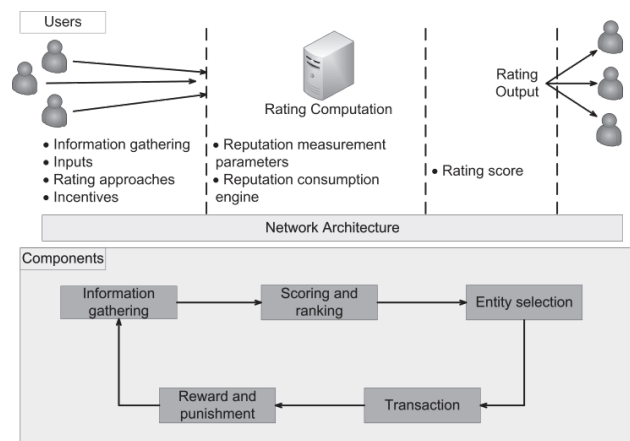 Users
Rating Computation
Rating
Output
• Information gathering
• Inputs
• Rating approaches
• Incentives
• Reputation measurement
parameters
• Reputation consumption
engine
• Rating score
Network Architecture
Components
Information
gathering
Scoring and
ranking
Entity selection
Reward and
punishment
Transaction